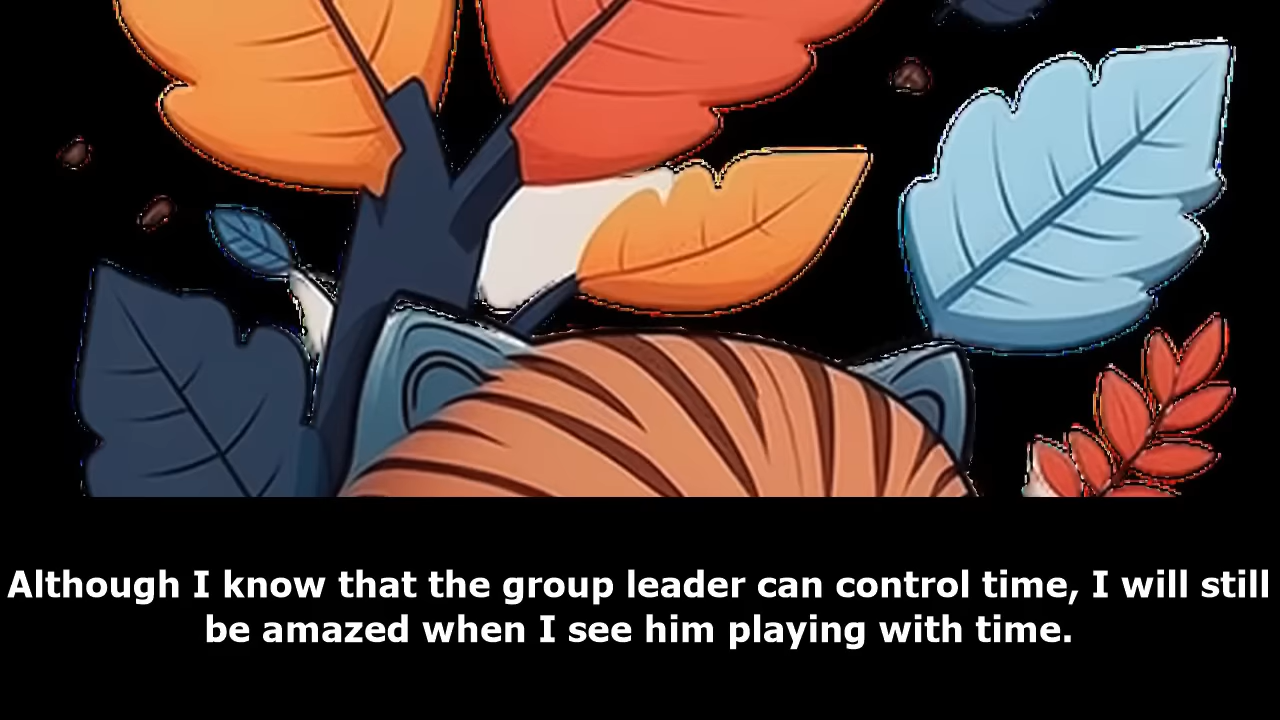 Although I know that the group leader can control time, I will still
be amazed when I see him playing with time.